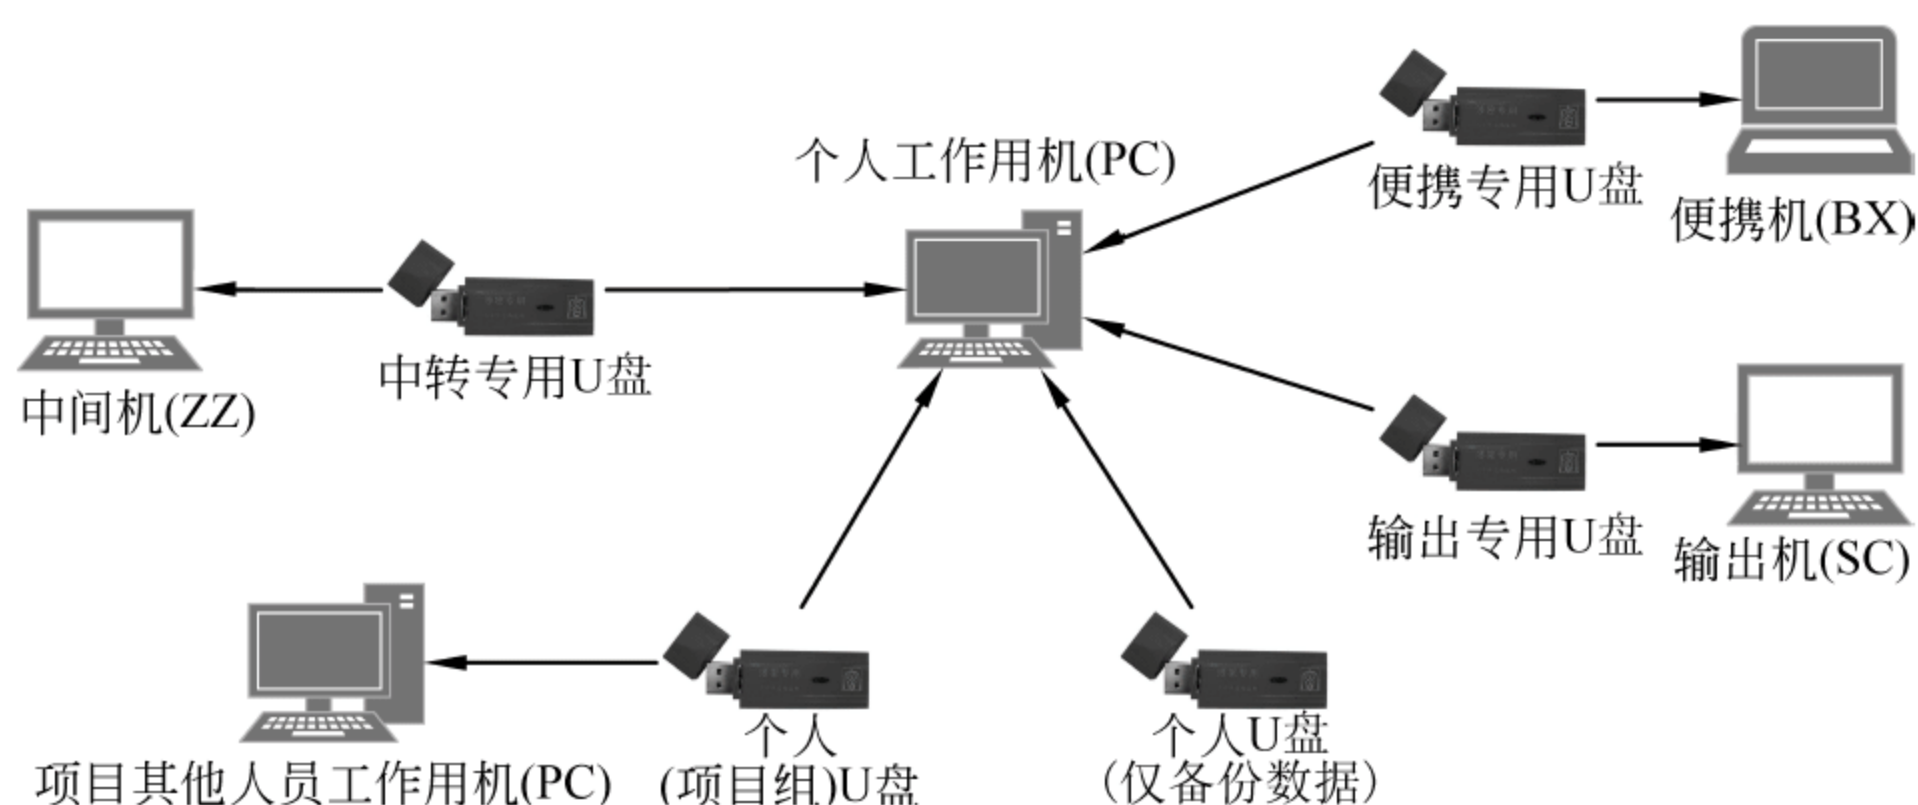 个人工作用机(PC)
便携专用U盘
便携机(BX)
中转专用U盘
中间机(ZZ)
输出专用U盘
输出机(SC)
个人
(项目组)U盘
个人U盘
(仅备份数据)
项目其他人员工作用机(PC)